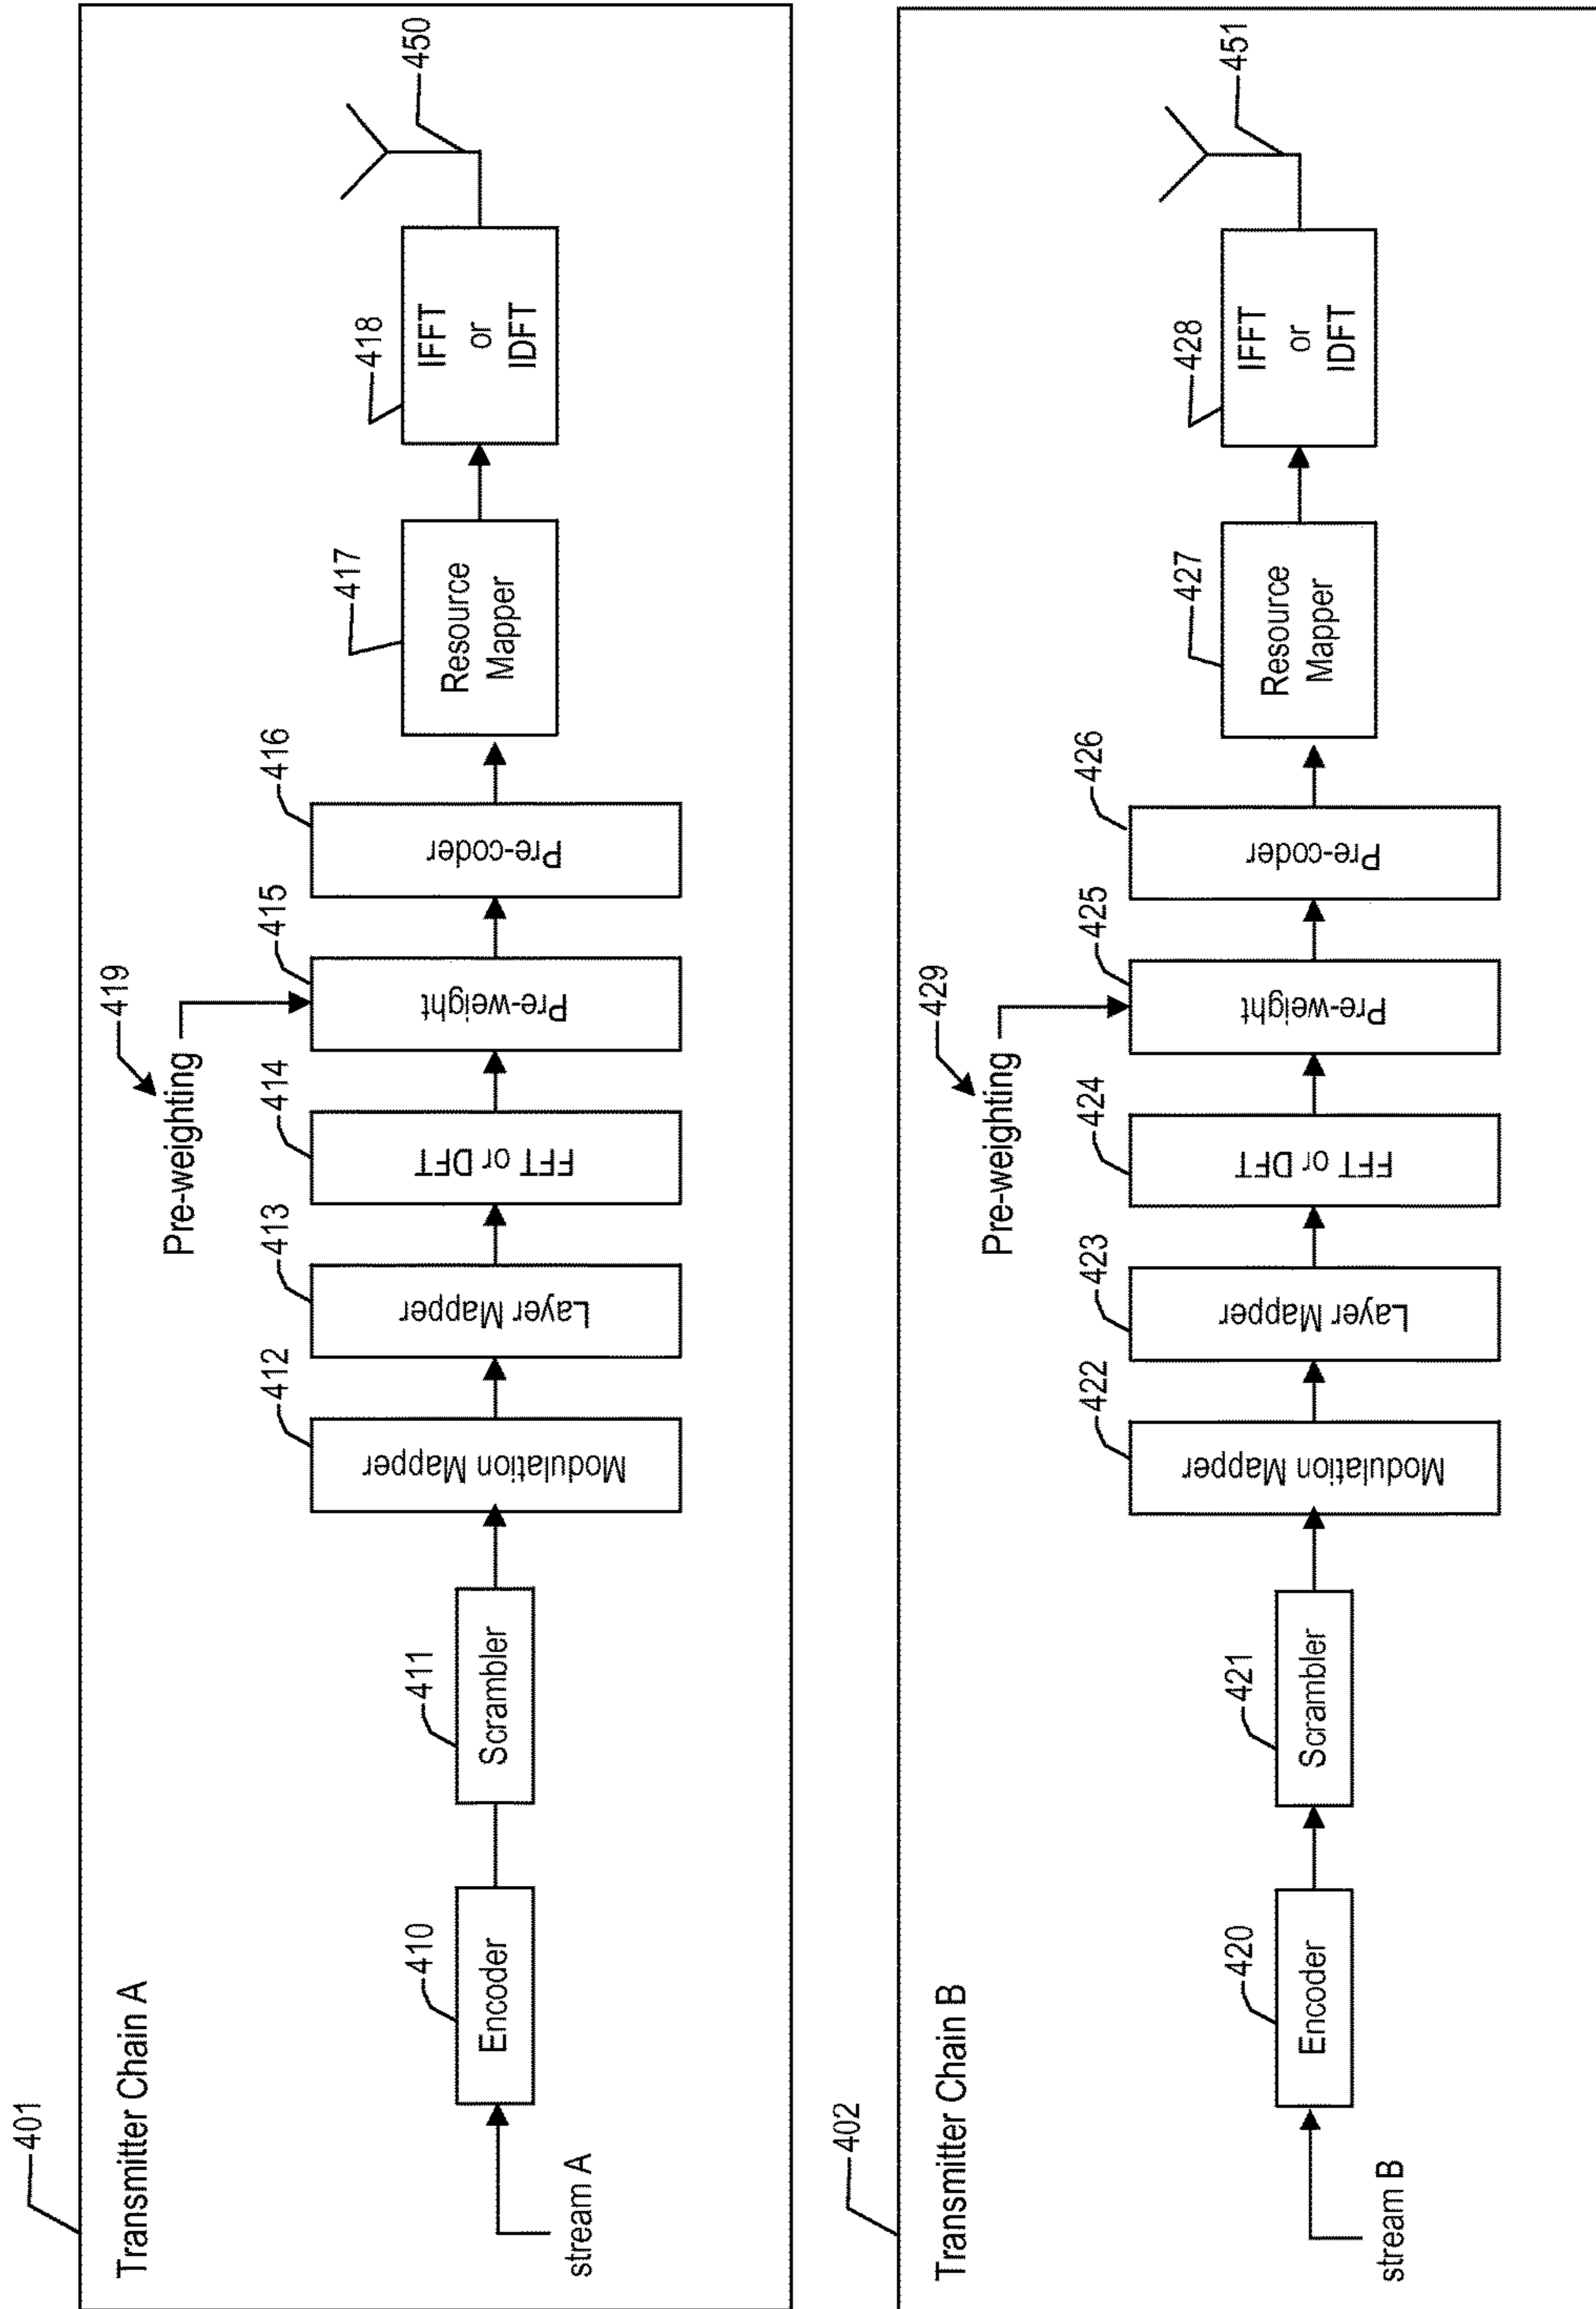 401
Transmitter Chain A
stream A
Encoder
410
Scrambler
411
Modulation Mapper
412
Layer Mapper
413
FFT or DFT
414
Pre-weighting
419
Pre-weight
415
Pre-coder
416
Resource
Mapper
417
IFFT
or
IDFT
418
450
402
Transmitter Chain B
stream B
Encoder
420
Scrambler
421
Modulation Mapper
422
Layer Mapper
423
FFT or DFT
424
Pre-weighting
429
Pre-weight
425
Pre-coder
426
Resource
Mapper
427
IFFT
or
IDFT
428
451